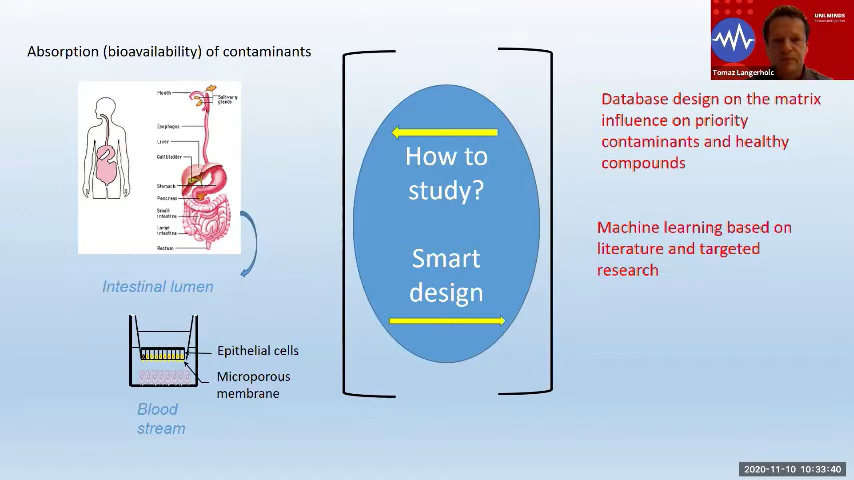 Absorption (bioavailability) of contaminants
Mouth
Salivary
glands
Esophagus
Liver
Gall bladder
Stomach
Pancreas
Small
intestine
Large
intestine
Rectum
Intestinal lumen
Epithelial cells
Microporous
membrane
Blood
stream
How to
study?
Smart
design
UNI.MINDS
Tomaz Langerholc
Database design on the matrix
influence on priority
contaminants and healthy
compounds
Machine learning based on
literature and targeted
research
2020-11-10 10:33:40